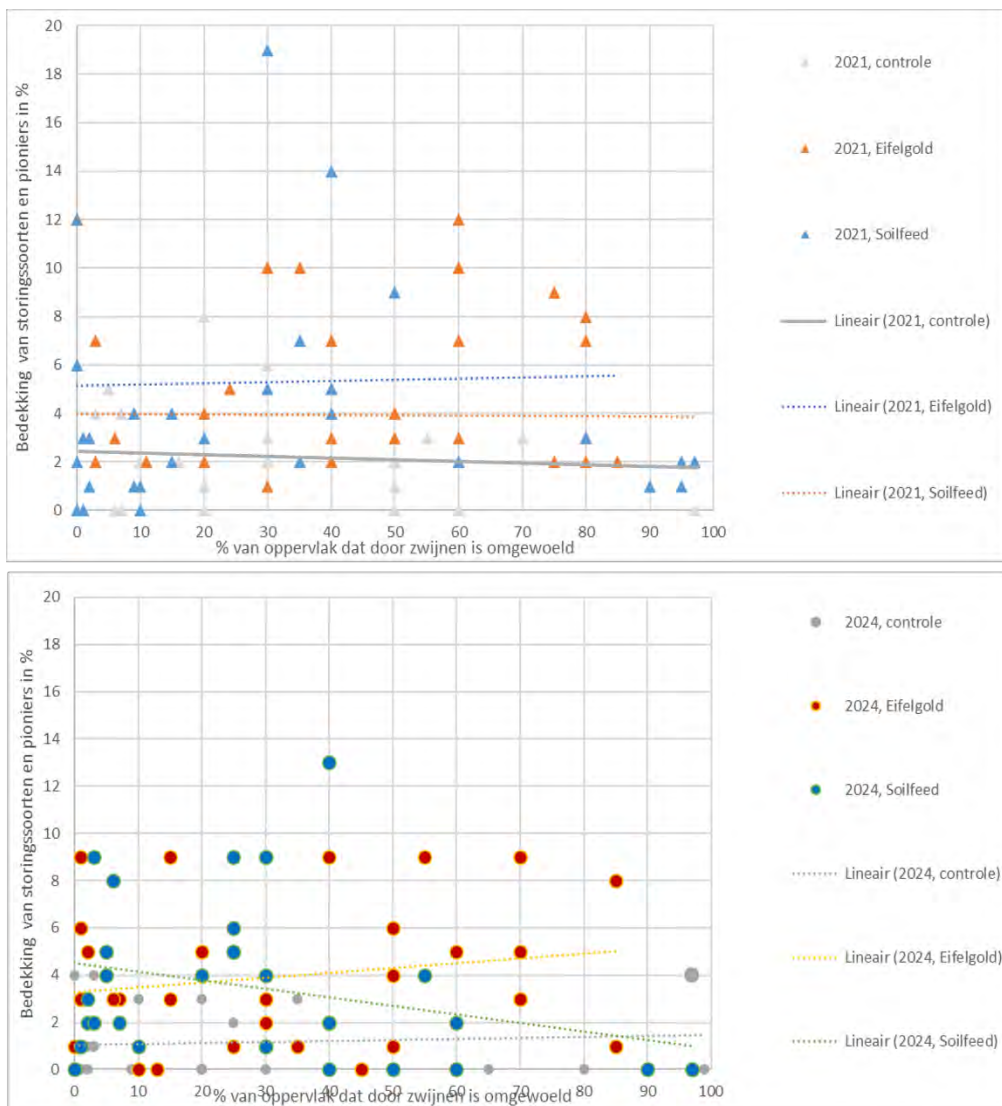 Bedekking van storingssoorten en pioniers in %
20
18
16
14
12
10
8
6
4
2
0
0 10 20 30 40 50 60 70 80 90 100
% van oppervlak dat door zwijnen is omgewoeld
2021, controle
2021, Eifelgold
2021, Soilfeed
Lineair (2021, controle)
Lineair (2021, Eifelgold)
Lineair (2021, Soilfeed)
Bedekking van storingssoorten en pioniers in %
20
18
16
14
12
10
8
6
4
2
0
0 10 20 30 40 50 60 70 80 90 100
% van oppervlak dat door zwijnen is omgewoeld
2024, controle
2024, Eifelgold
2024, Soilfeed
Lineair (2024, controle)
Lineair (2024, Eifelgold)
Lineair (2024, Soilfeed)